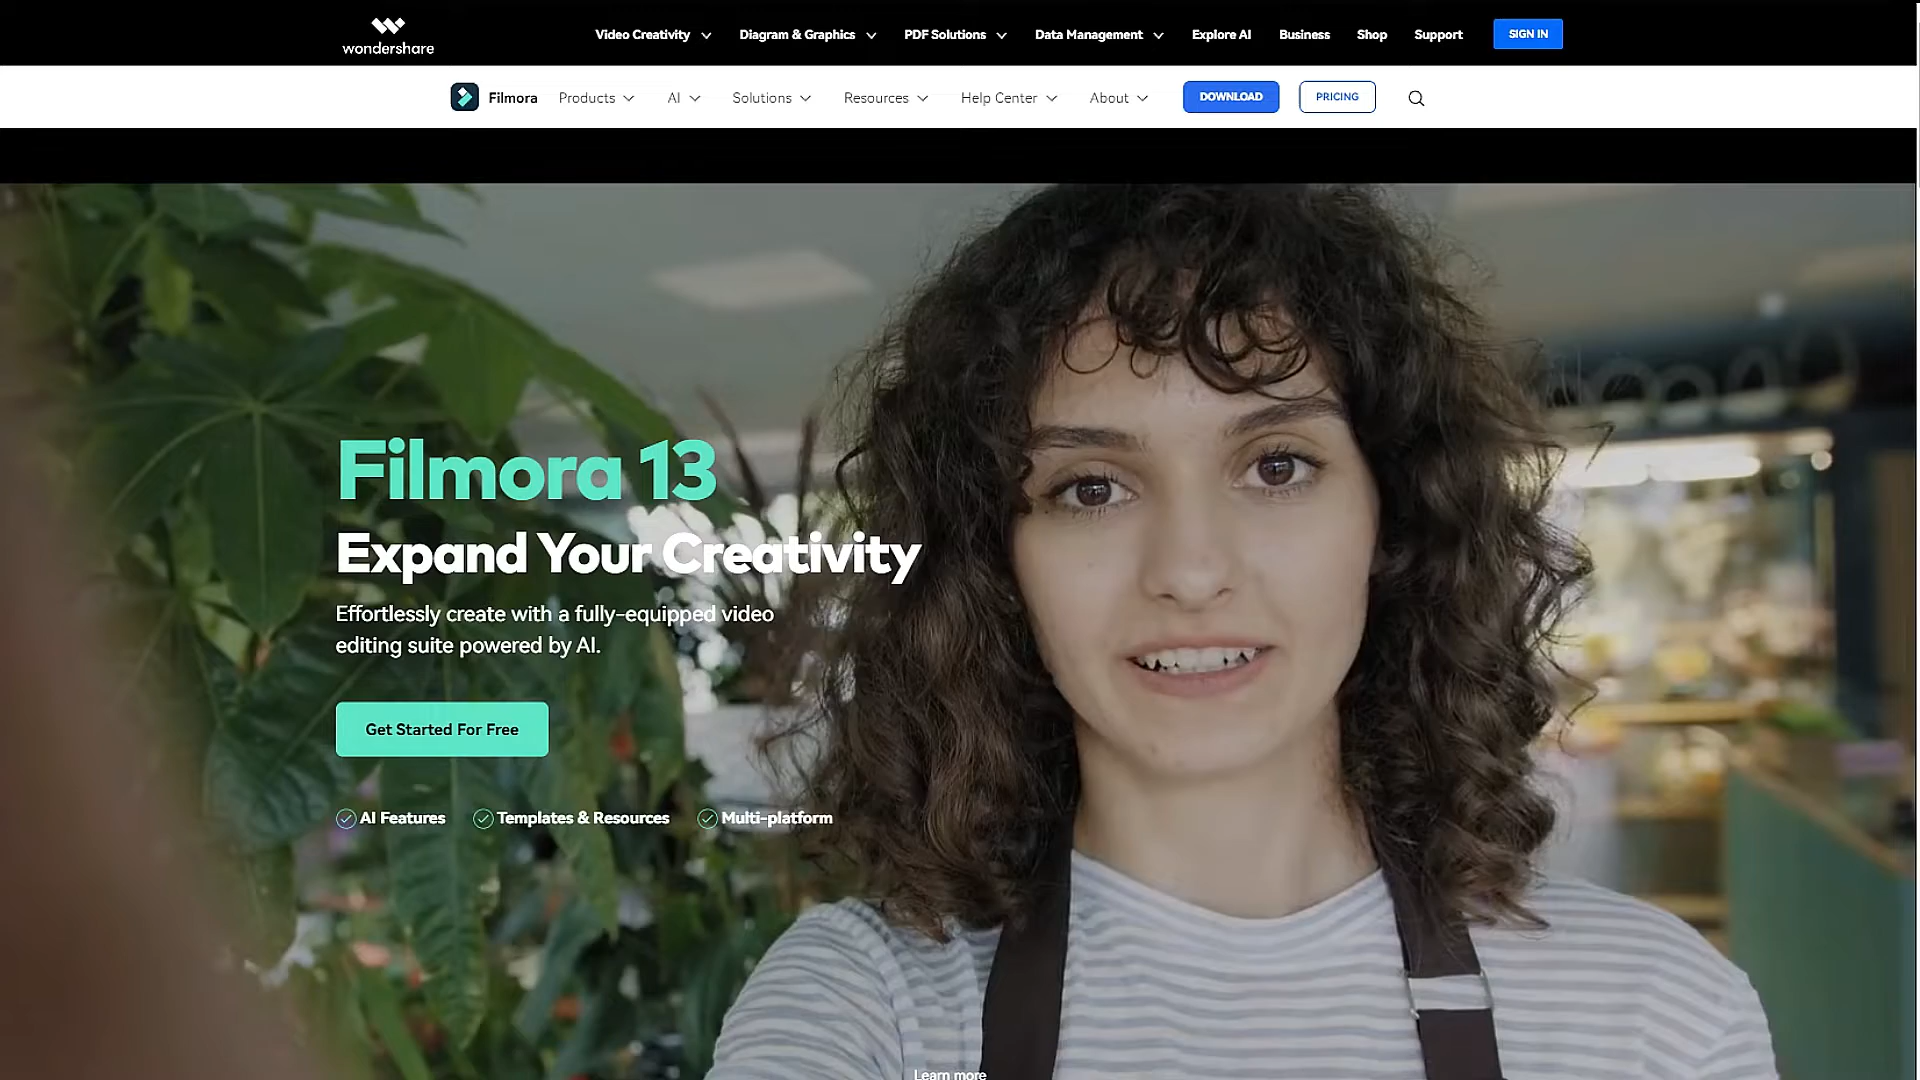 wondershare
Video Creativity
Diagram & Graphics
PDF Solutions
Data Management
Explore AI
Business
Shop
Support
SIGN IN
Filmora
Products
AI
Solutions
Resources
Help Center
About
DOWNLOAD
PRICING
Filmora 13
Expand Your Creativity
Effortlessly create with a fully-equipped video
editing suite powered by AI.
Get Started For Free
AI Features
Templates & Resources
Multi-platform
Learn more